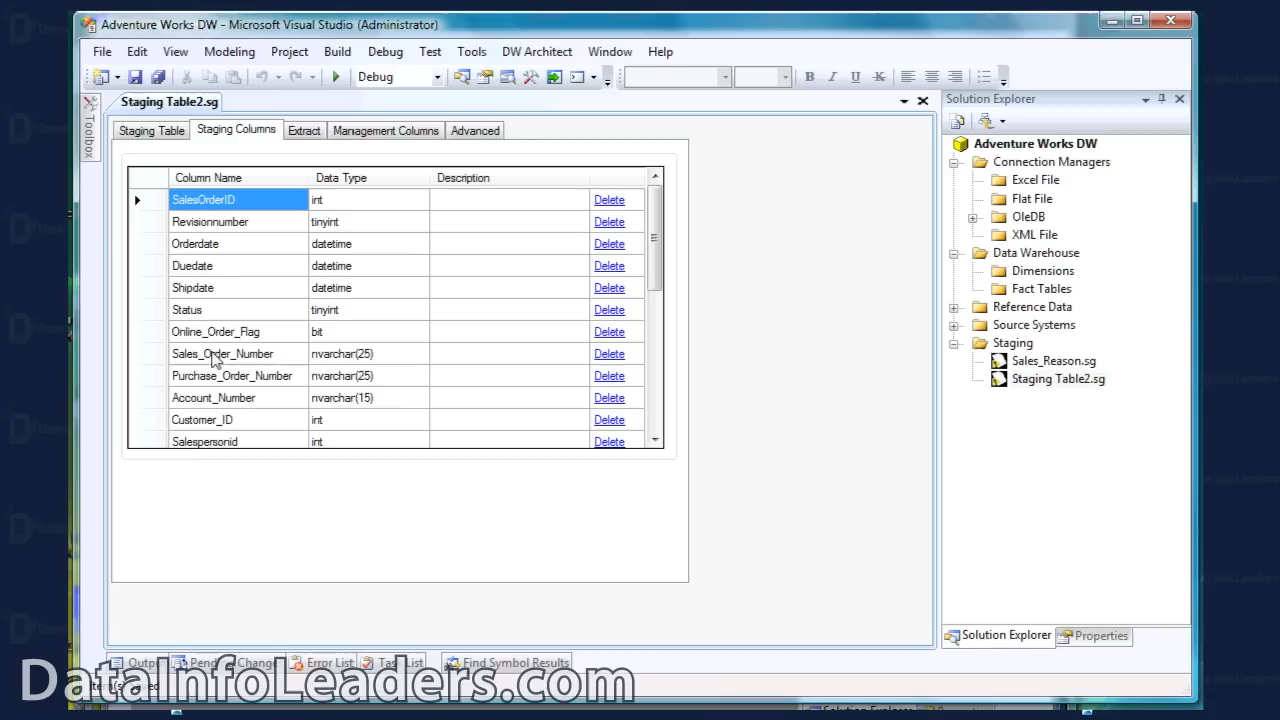 Adventure Works DW - Microsoft Visual Studio (Administrator)
File Edit View Modeling Project Build Debug Test Tools DW Architect Window Help
Debug
B I U
Staging Table2.sg
Toolbox
Staging Table Staging Columns Extract Management Columns Advanced
Column Name Data Type Description
SalesOrderID int Delete
Revisionnumber tinyint Delete
Orderdate datetime Delete
Duedate datetime Delete
Shipdate datetime Delete
Status tinyint Delete
Online_Order_Flag bit Delete
Sales_Order_Number nvarchar(25) Delete
Purchase_Order_Number nvarchar(25) Delete
Account_Number nvarchar(15) Delete
Customer_ID int Delete
Salespersonid int Delete
Solution Explorer
Adventure Works DW
Connection Managers
Excel File
Flat File
OleDB
XML File
Data Warehouse
Dimensions
Fact Tables
Reference Data
Source Systems
Staging
Sales_Reason.sg
Staging Table2.sg
Solution Explorer Properties
Error List Task List Find Symbol Results
DataInfoLeaders.com